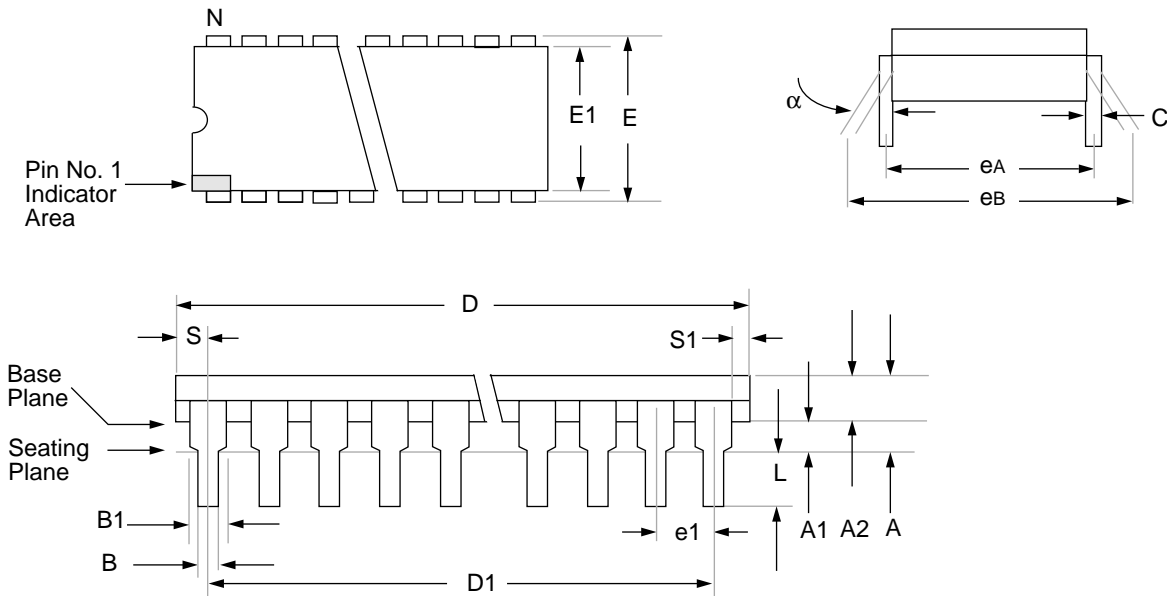 N
E1
E
Pin No. 1
Indicator
Area
α
C
eA
eB
D
S
S1
Base
Plane
Seating
Plane
L
B1
B
e1
A1
A2
A
D1